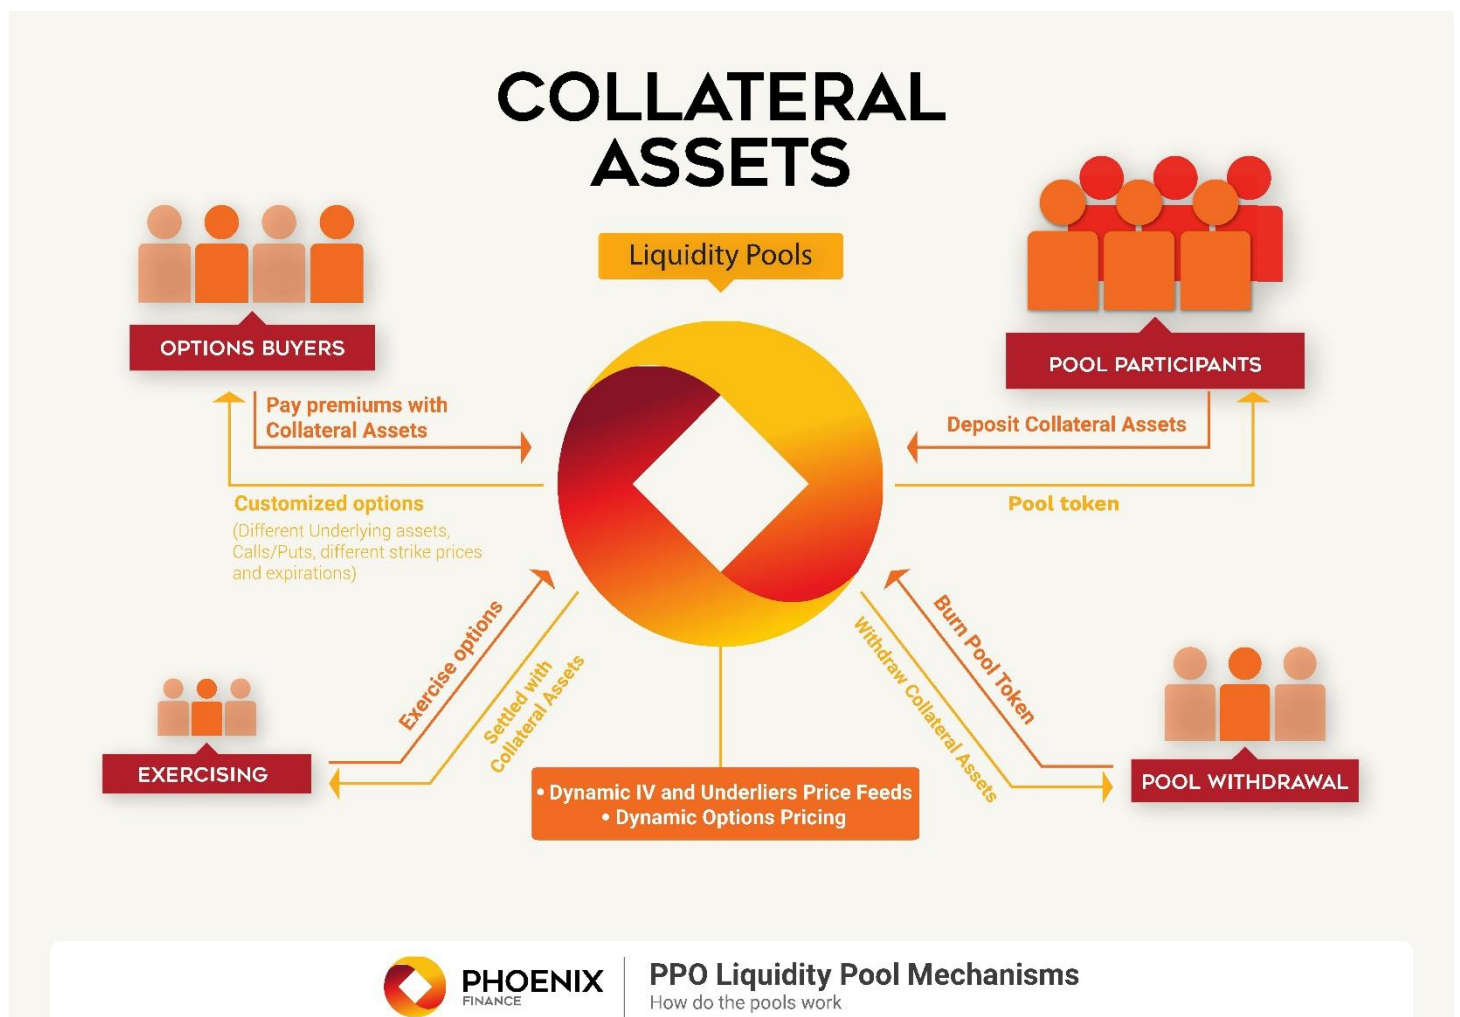 COLLATERAL
ASSETS
Liquidity Pools
OPTIONS BUYERS
POOL PARTICIPANTS
Pay premiums with
Collateral Assets
Deposit Collateral Assets
Customized options
(Different Underlying assets,
Calls/Puts, different strike prices
and expirations)
Pool token
Exercise options
Settled with
Collateral Assets
Withdraw Collateral Assets
Burn Pool Token
EXERCISING
POOL WITHDRAWAL
• Dynamic IV and Underliers Price Feeds
• Dynamic Options Pricing
PHOENIX
FINANCE
PPO Liquidity Pool Mechanisms
How do the pools work